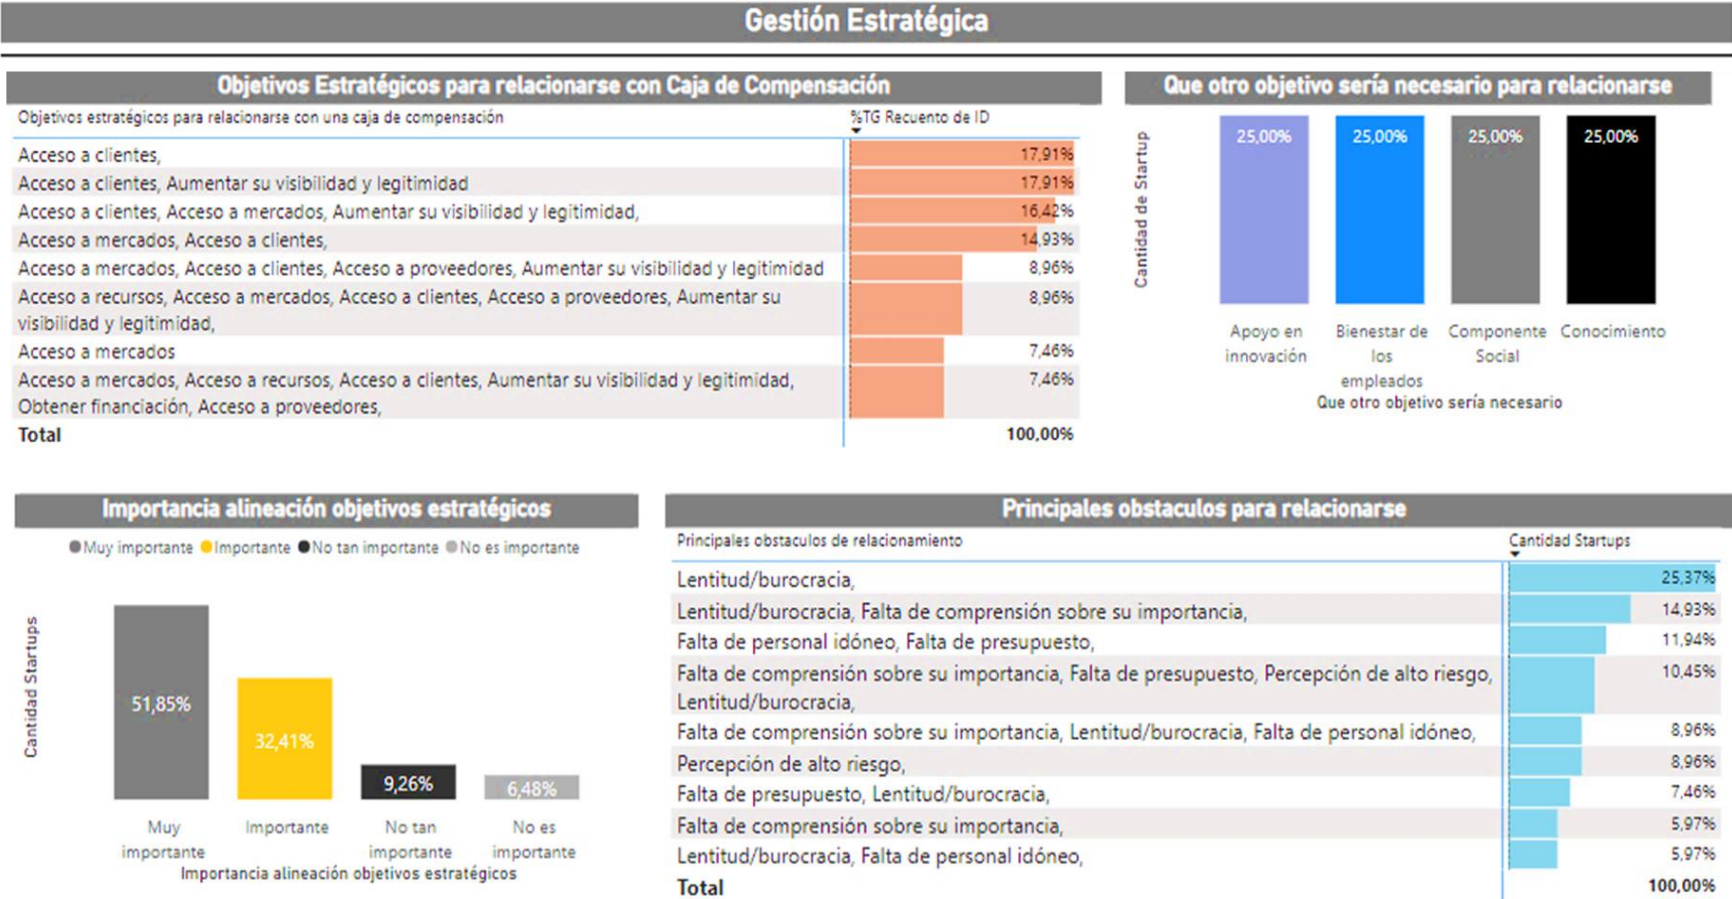 Gestión Estratégica
Objetivos Estratégicos para relacionarse con Caja de Compensación
Objetivos estratégicos para relacionarse con una caja de compensación
%TG Recuento de ID
Acceso a clientes,
17,91%
Acceso a clientes, Aumentar su visibilidad y legitimidad
17,91%
Acceso a clientes, Acceso a mercados, Aumentar su visibilidad y legitimidad,
16,42%
Acceso a mercados, Acceso a clientes,
14,93%
Acceso a mercados, Acceso a clientes, Acceso a proveedores, Aumentar su visibilidad y legitimidad
8,96%
Acceso a recursos, Acceso a mercados, Acceso a clientes, Acceso a proveedores, Aumentar su
visibilidad y legitimidad,
8,96%
Acceso a mercados
7,46%
Acceso a mercados, Acceso a recursos, Acceso a clientes, Aumentar su visibilidad y legitimidad,
Obtener financiación, Acceso a proveedores,
7,46%
Total
100,00%
Que otro objetivo sería necesario para relacionarse
Cantidad de Startup
25,00%
25,00%
25,00%
25,00%
Apoyo en
innovación
Bienestar de
los
empleados
Componente
Social
Conocimiento
Que otro objetivo sería necesario
Importancia alineación objetivos estratégicos
Muy importante
Importante
No tan importante
No es importante
Cantidad Startups
51,85%
32,41%
9,26%
6,48%
Muy
importante
Importante
No tan
importante
No es
importante
Importancia alineación objetivos estratégicos
Principales obstaculos para relacionarse
Principales obstaculos de relacionamiento
Cantidad Startups
Lentitud/burocracia,
25,37%
Lentitud/burocracia, Falta de comprensión sobre su importancia,
14,93%
Falta de personal idóneo, Falta de presupuesto,
11,94%
Falta de comprensión sobre su importancia, Falta de presupuesto, Percepción de alto riesgo,
Lentitud/burocracia,
10,45%
Falta de comprensión sobre su importancia, Lentitud/burocracia, Falta de personal idóneo,
8,96%
Percepción de alto riesgo,
8,96%
Falta de presupuesto, Lentitud/burocracia,
7,46%
Falta de comprensión sobre su importancia,
5,97%
Lentitud/burocracia, Falta de personal idóneo,
5,97%
Total
100,00%